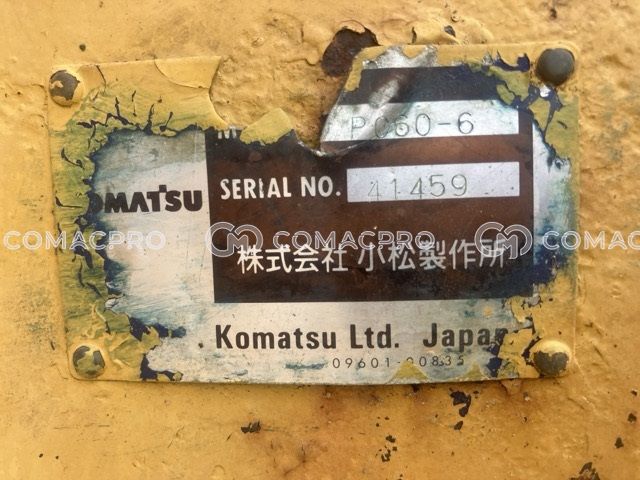 M
PC60-6
OMATSU
SERIAL NO. 41459
COMACPRO COMACPRO COMACPRO
株式会社 小松製作所
Komatsu Ltd. Japan
09601-00835